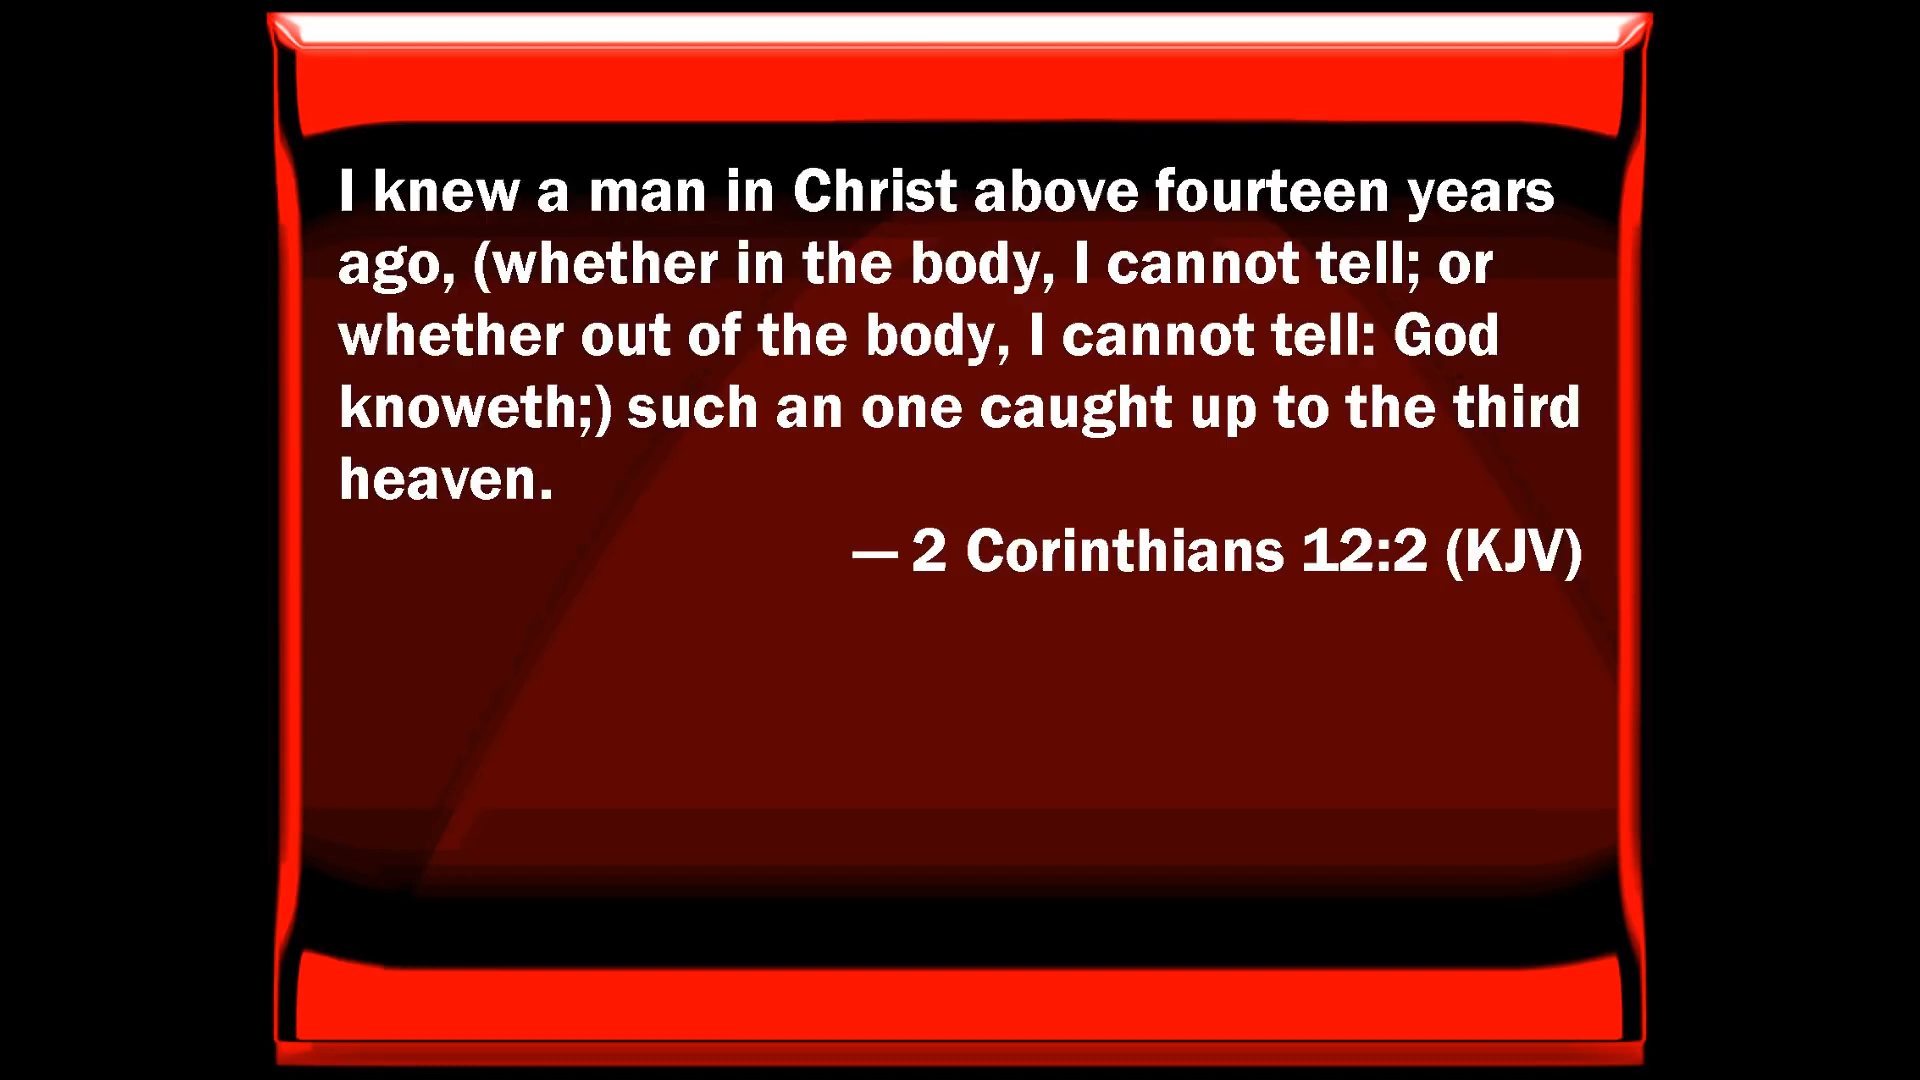 I knew a man in Christ above fourteen years
ago, (whether in the body, I cannot tell; or
whether out of the body, I cannot tell: God
knoweth;) such an one caught up to the third
heaven.
— 2 Corinthians 12:2 (KJV)